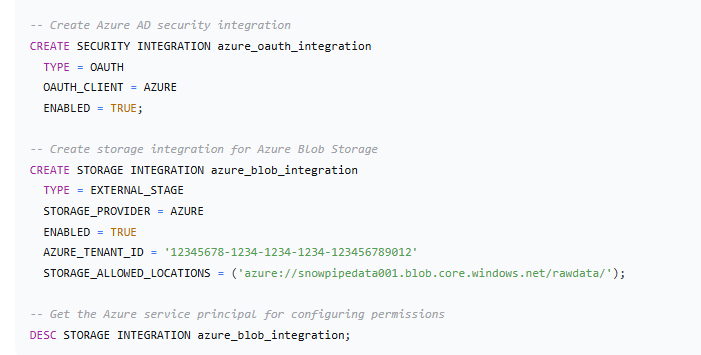 -- Create Azure AD security integration
CREATE SECURITY INTEGRATION azure_oauth_integration
TYPE = OAUTH
OAUTH_CLIENT = AZURE
ENABLED = TRUE;
-- Create storage integration for Azure Blob Storage
CREATE STORAGE INTEGRATION azure_blob_integration
TYPE = EXTERNAL_STAGE
STORAGE_PROVIDER = AZURE
ENABLED = TRUE
AZURE_TENANT_ID = '12345678-1234-1234-1234-123456789012'
STORAGE_ALLOWED_LOCATIONS = ('azure://snowpipedata001.blob.core.windows.net/rawdata/');
-- Get the Azure service principal for configuring permissions
DESC STORAGE INTEGRATION azure_blob_integration;